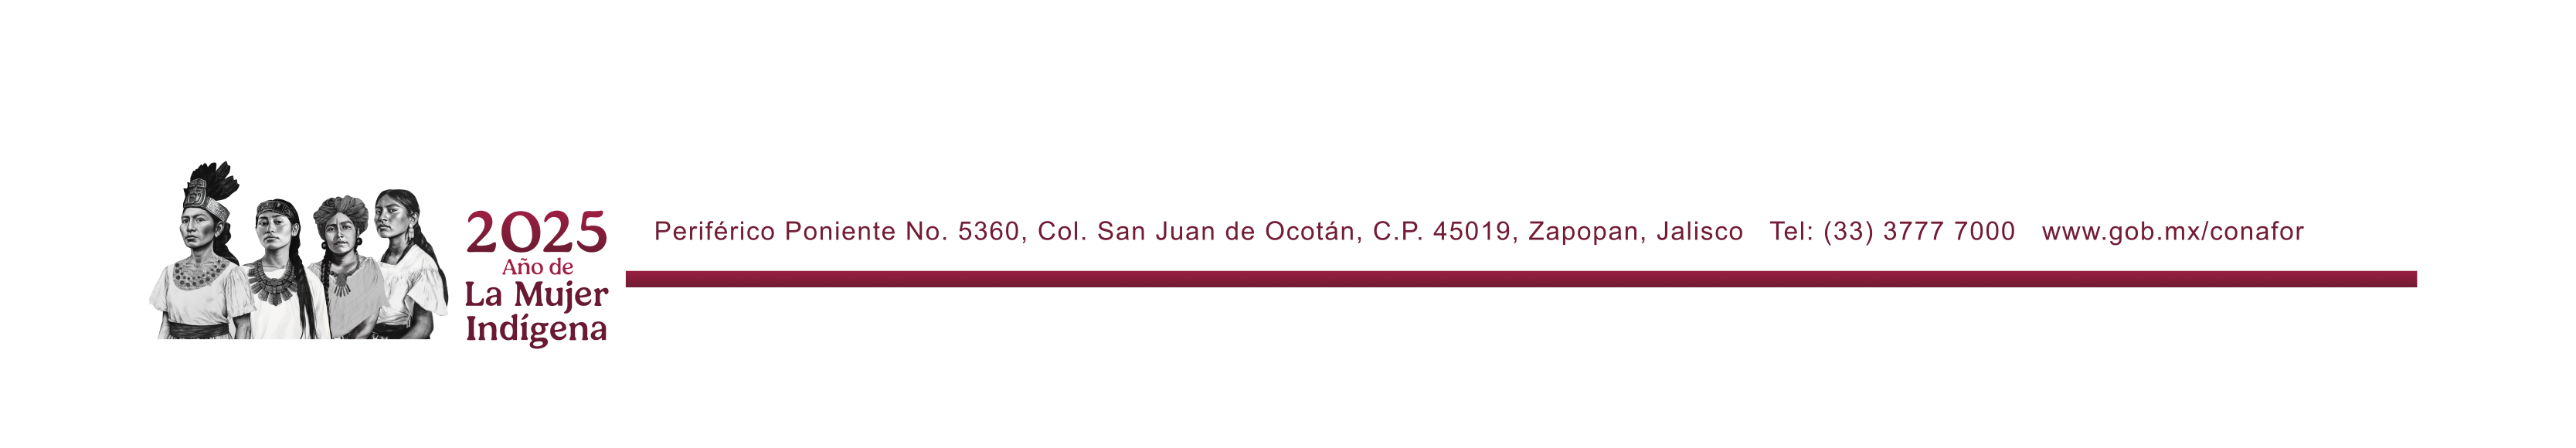 2025
Año de
La Mujer
Indígena
Periférico Poniente No. 5360, Col. San Juan de Ocotán, C.P. 45019, Zapopan, Jalisco   Tel: (33) 3777 7000   www.gob.mx/conafor